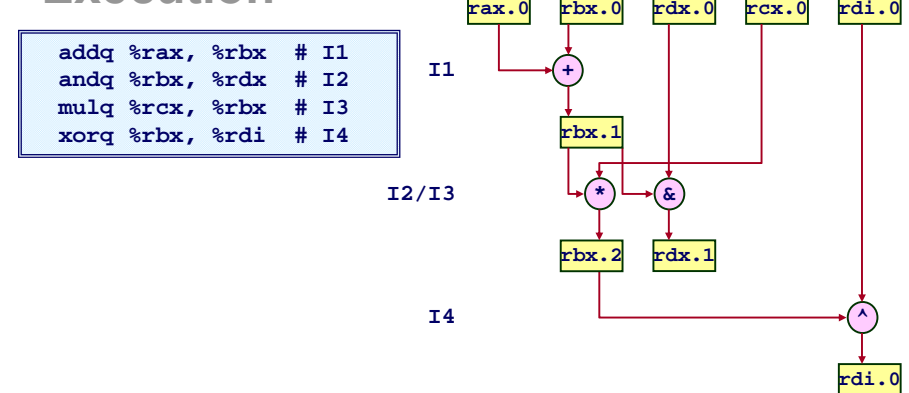 Execution
rax.0 rbx.0 rdx.0 rcx.0 rdi.0
addq %rax, %rbx # I1
andq %rbx, %rdx # I2
mulq %rcx, %rbx # I3
xorq %rbx, %rdi # I4
I1
+
rbx.1
I2/I3
* &
rbx.2 rdx.1
I4
^
rdi.0